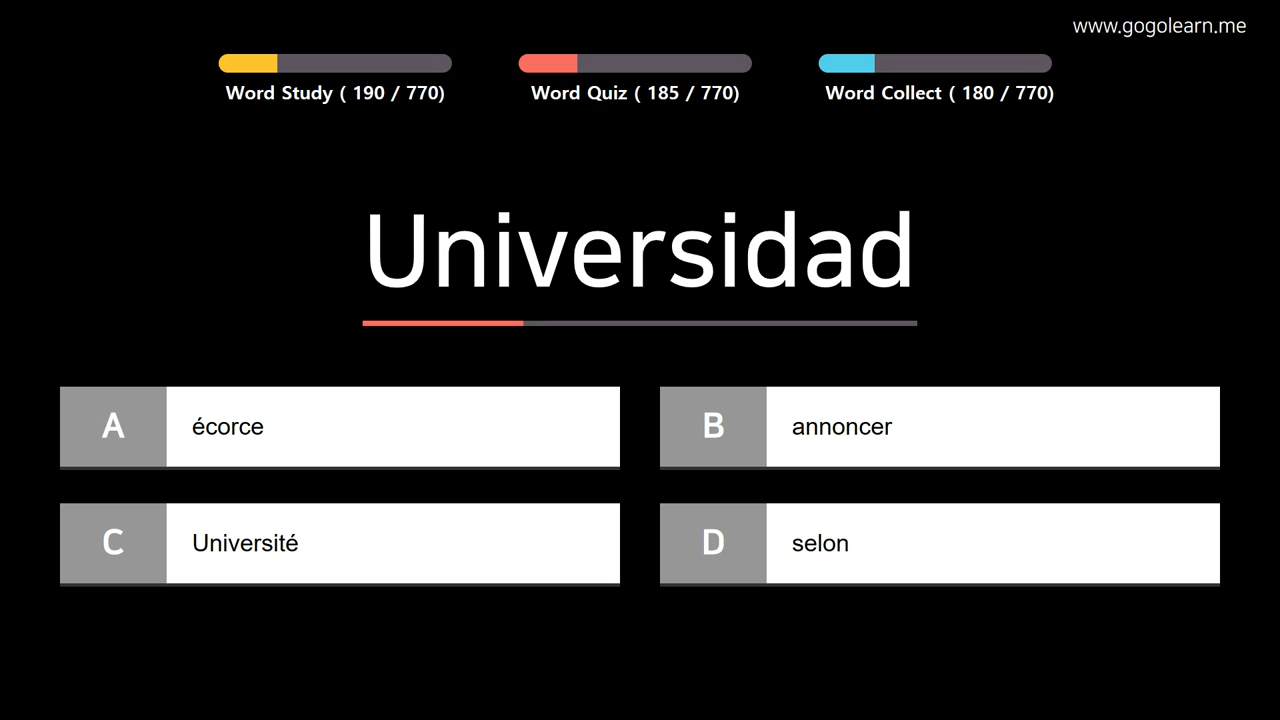 www.gogolearn.me
Word Study ( 190 / 770)
Word Quiz ( 185 / 770)
Word Collect ( 180 / 770)
Universidad
A écorce
B annoncer
C Université
D selon